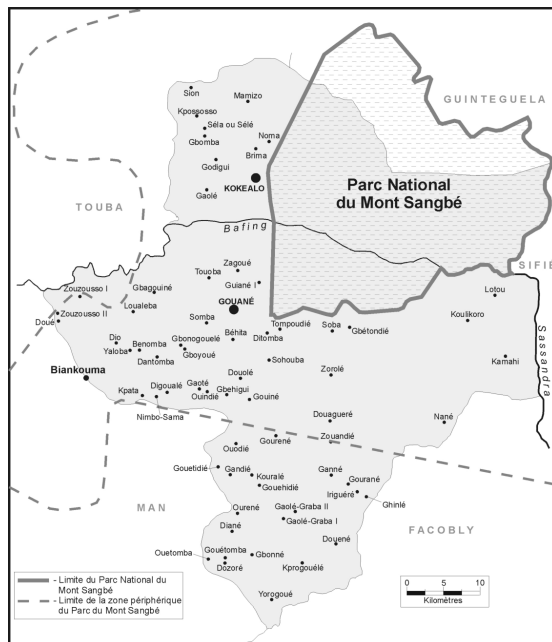 Sion
Mamizo
GUINTEGUELA
Kpossosso
Séla ou Sélé
Gbomba
Noma
Brima
Godigui
KOKEALO
Parc National
du Mont Sangbé
Gaolé
TOUBA
Bafing
Zagoué
SIFIÉ
Touoba
Guiané I
Gbagguiné
Lotou
Zouzousso I
GOUANÉ
Loualeba
Zouzousso II
Doué
Somba
Tompoudié
Soba
Gbétondié
Koulikoro
Sassandra
Béhita
Ditomba
Dio
Gbonogouelé
Benomba
Yaloba
Gboyoué
Dantomba
Sohouba
Kamahi
Biankouma
Douolé
Zorolé
Digoualé
Gaoté
Kpata
Ouindié
Gbehigui
Gouiné
Nimbo-Sama
Douagueré
Nané
Gourené
Zouandié
Ouodié
Gouetidié
Gandié
Kouralé
Ganné
Gouehidié
Gourané
Iriguéré
Ghinlé
MAN
Ourené
Gaolé-Graba II
Gaolé-Graba I
FACOBLY
Diané
Douené
Ouetomba
Gouétomba
Gbonné
Dozoré
Kprogouélé
Yorogoué
- Limite du Parc National du
Mont Sangbé
- Limite de la zone périphérique
du Parc du Mont Sangbé
0 5 10
Kilomètres